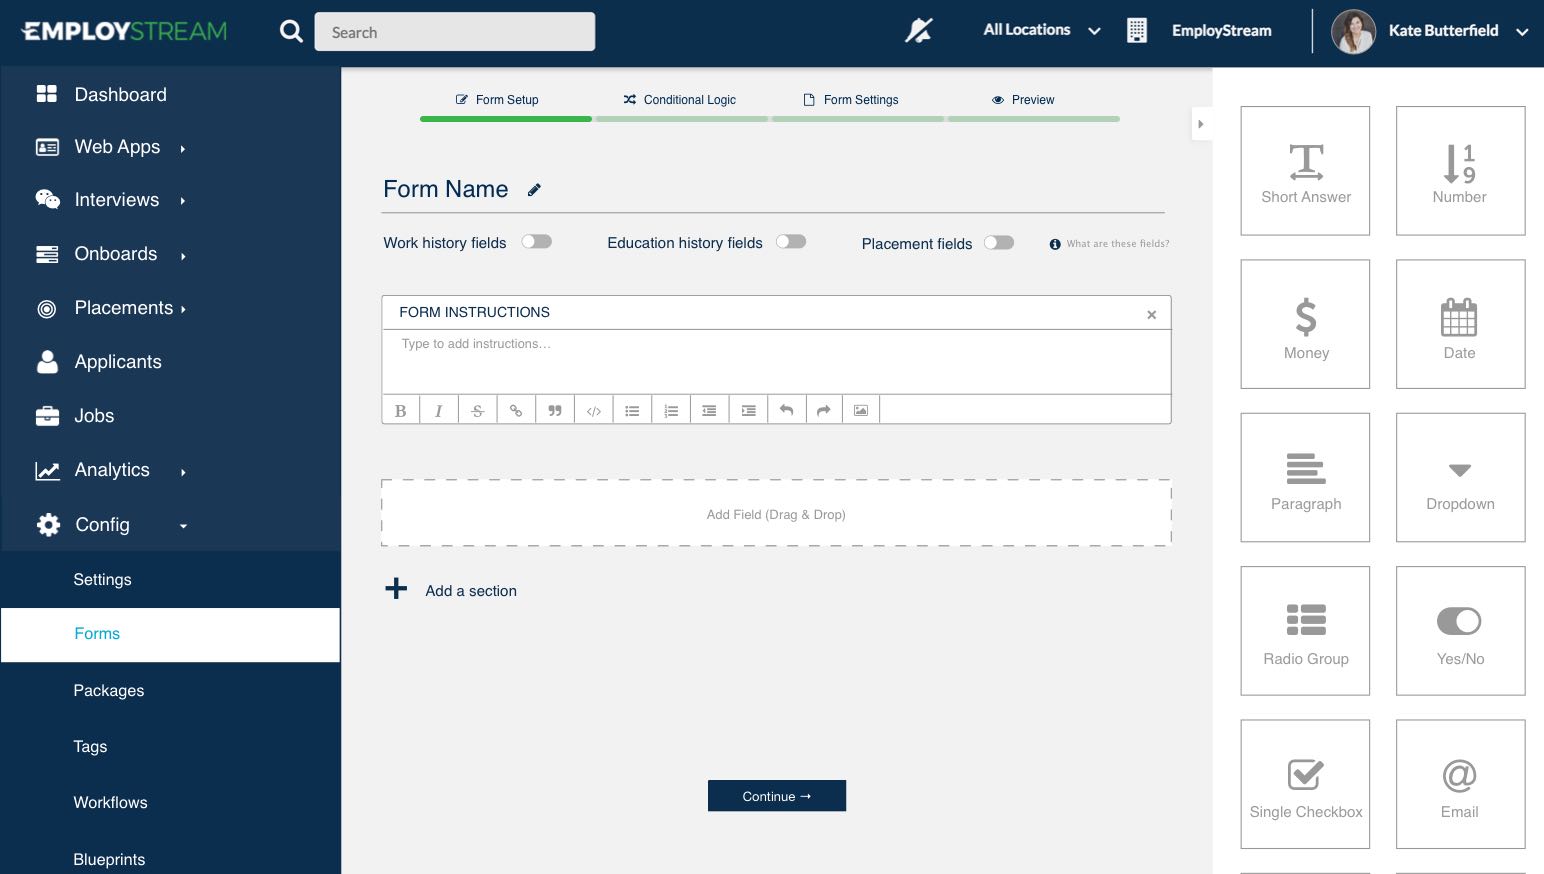 EMPLOYSTREAM
Search
All Locations
EmployStream
Kate Butterfield
Dashboard
Web Apps
Interviews
Onboards
Placements
Applicants
Jobs
Analytics
Config
Settings
Forms
Packages
Tags
Workflows
Blueprints
Form Setup
Conditional Logic
Form Settings
Preview
Form Name
Work history fields
Education history fields
Placement fields
What are these fields?
FORM INSTRUCTIONS
Type to add instructions...
B I S
Add Field (Drag & Drop)
Add a section
Continue →
Short Answer
1
9
Number
$
Money
Date
Paragraph
Dropdown
Radio Group
Yes/No
Single Checkbox
@
Email